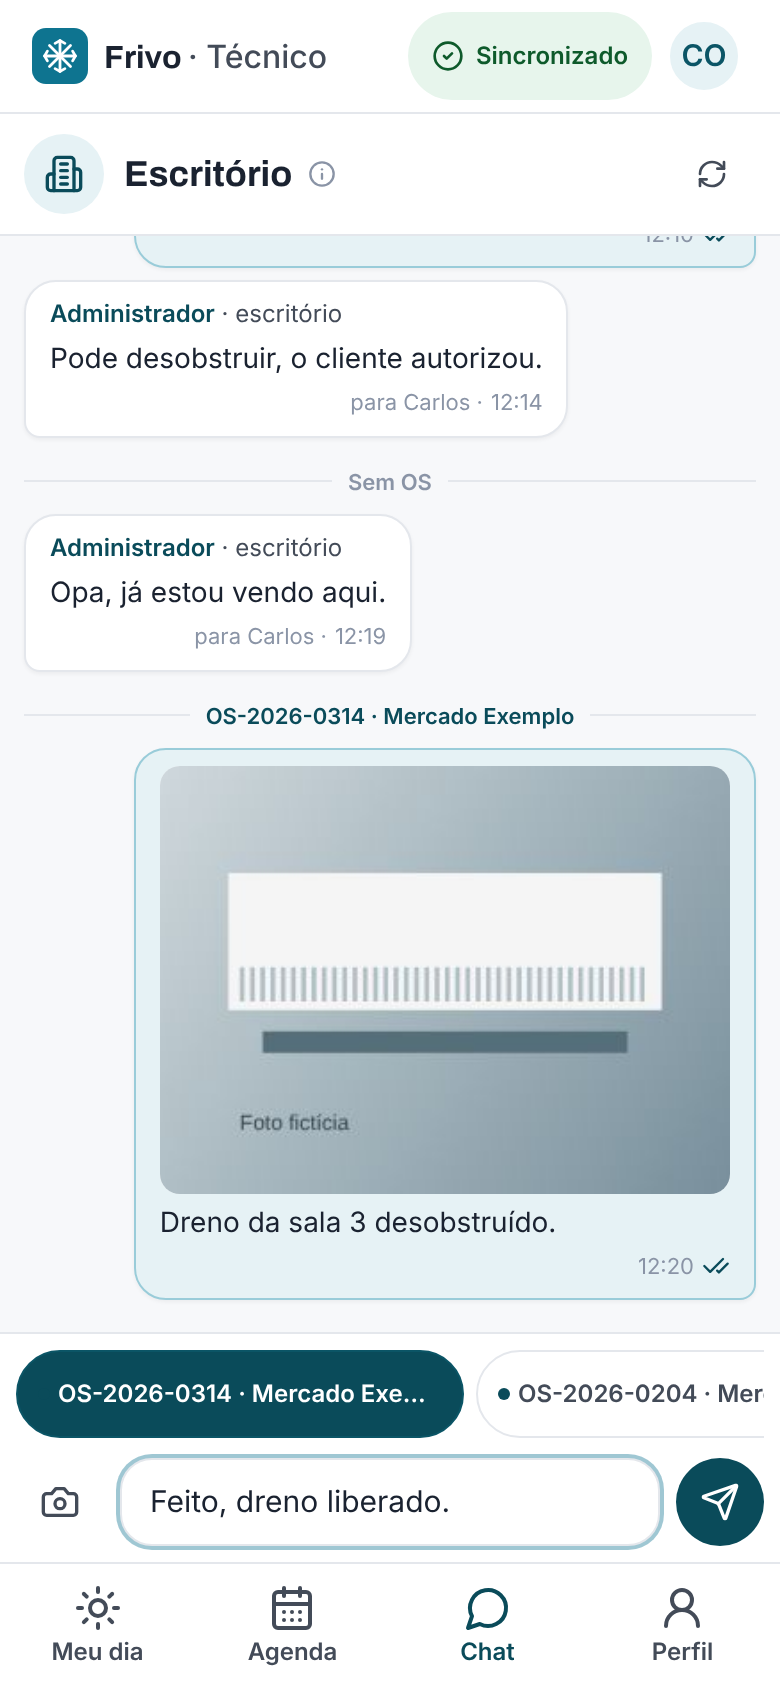 Frivo · Técnico
Sincronizado
CO
Escritório
12:10
Administrador · escritório
Pode desobstruir, o cliente autorizou.
para Carlos · 12:14
Sem OS
Administrador · escritório
Opa, já estou vendo aqui.
para Carlos · 12:19
OS-2026-0314 · Mercado Exemplo
Foto fictícia
Dreno da sala 3 desobstruído.
12:20
OS-2026-0314 · Mercado Exe...
OS-2026-0204 · Mer
Feito, dreno liberado.
Meu dia
Agenda
Chat
Perfil